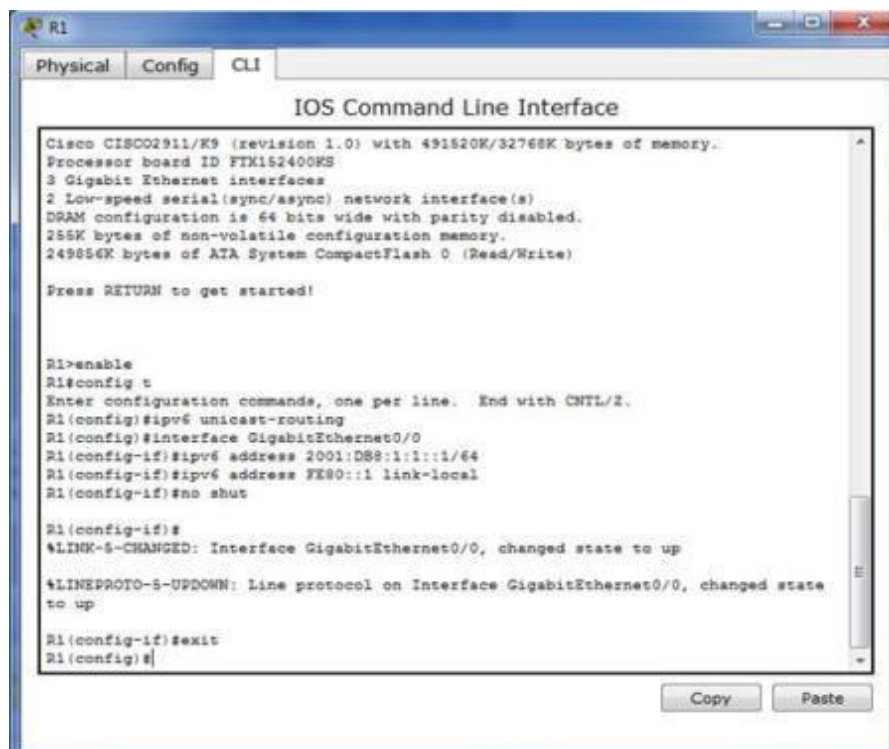 R1
Physical Config CLI
IOS Command Line Interface
Cisco CISCO2911/K9 (revision 1.0) with 491520K/32768K bytes of memory.
Processor board ID FTX152400KS
3 Gigabit Ethernet interfaces
2 Low-speed serial(sync/async) network interface(s)
DRAM configuration is 64 bits wide with parity disabled.
255K bytes of non-volatile configuration memory.
249856K bytes of ATA System CompactFlash 0 (Read/Write)
Press RETURN to get started!
R1>enable
R1#config t
Enter configuration commands, one per line. End with CNTL/Z.
R1(config)#ipv6 unicast-routing
R1(config)#interface GigabitEthernet0/0
R1(config-if)#ipv6 address 2001:DB8:1:1::1/64
R1(config-if)#ipv6 address FE80::1 link-local
R1(config-if)#no shut
R1(config-if)#
%LINK-5-CHANGED: Interface GigabitEthernet0/0, changed state to up
%LINEPROTO-5-UPDOWN: Line protocol on Interface GigabitEthernet0/0, changed state
to up
R1(config-if)#exit
R1(config)#
Copy Paste